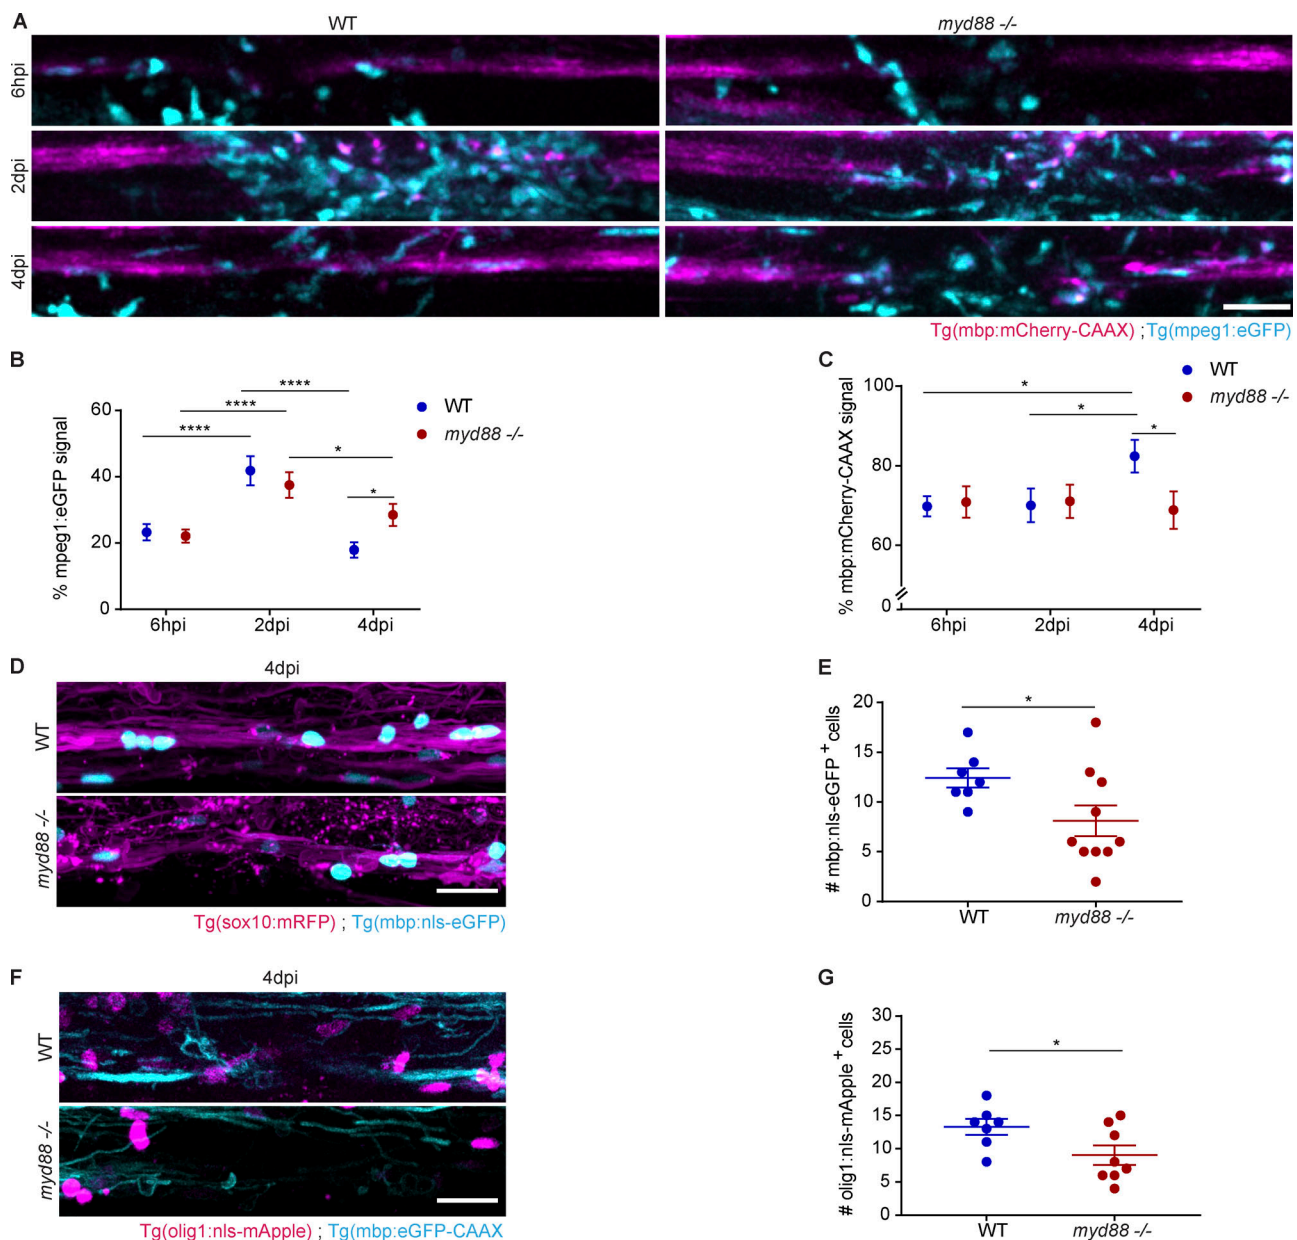 A
WT
myd88 -/-
6hpi
2dpi
4dpi
Tg(mbp:mCherry-CAAX) ; Tg(mpeg1:eGFP)
B
% mpeg1:eGFP signal
60
40
20
0
****
****
****
*
*
6hpi
2dpi
4dpi
WT
myd88 -/-
C
% mbp:mCherry-CAAX signal
100
80
60
0
*
*
*
6hpi
2dpi
4dpi
WT
myd88 -/-
D
4dpi
WT
myd88 -/-
Tg(sox10:mRFP) ; Tg(mbp:nls-eGFP)
E
# mbp:nls-eGFP + cells
20
15
10
5
0
*
WT
myd88 -/-
F
4dpi
WT
myd88 -/-
Tg(olig1:nls-mApple) ; Tg(mbp:eGFP-CAAX
G
# olig1:nls-mApple + cells
30
25
20
15
10
5
0
*
WT
myd88 -/-